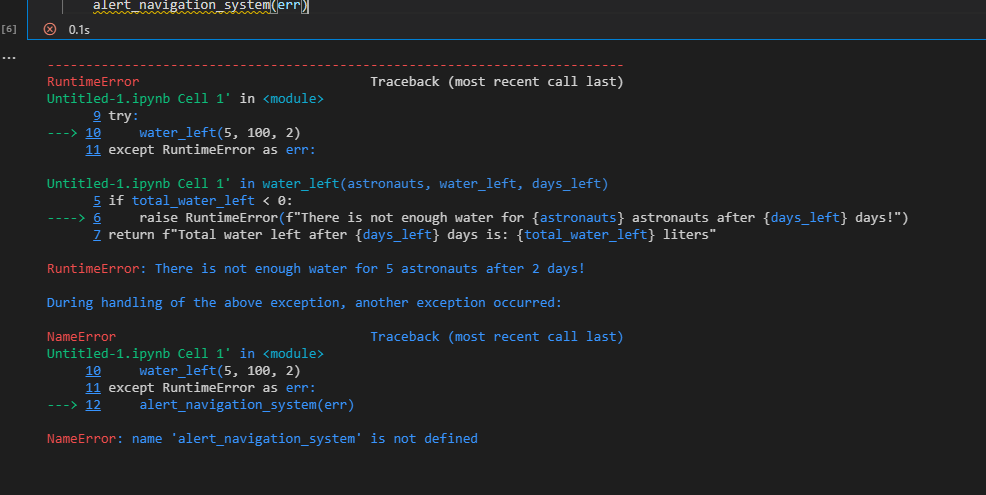 alert_navigation_system(err)
[6] 0.1s
...
---------------------------------------------------------------------------
RuntimeError                              Traceback (most recent call last)
Untitled-1.ipynb Cell 1' in <module>
      9 try:
---> 10     water_left(5, 100, 2)
     11 except RuntimeError as err:
Untitled-1.ipynb Cell 1' in water_left(astronauts, water_left, days_left)
      5 if total_water_left < 0:
----> 6     raise RuntimeError(f"There is not enough water for {astronauts} astronauts after {days_left} days!")
      7 return f"Total water left after {days_left} days is: {total_water_left} liters"
RuntimeError: There is not enough water for 5 astronauts after 2 days!
During handling of the above exception, another exception occurred:
NameError                                 Traceback (most recent call last)
Untitled-1.ipynb Cell 1' in <module>
     10     water_left(5, 100, 2)
     11 except RuntimeError as err:
---> 12     alert_navigation_system(err)
NameError: name 'alert_navigation_system' is not defined